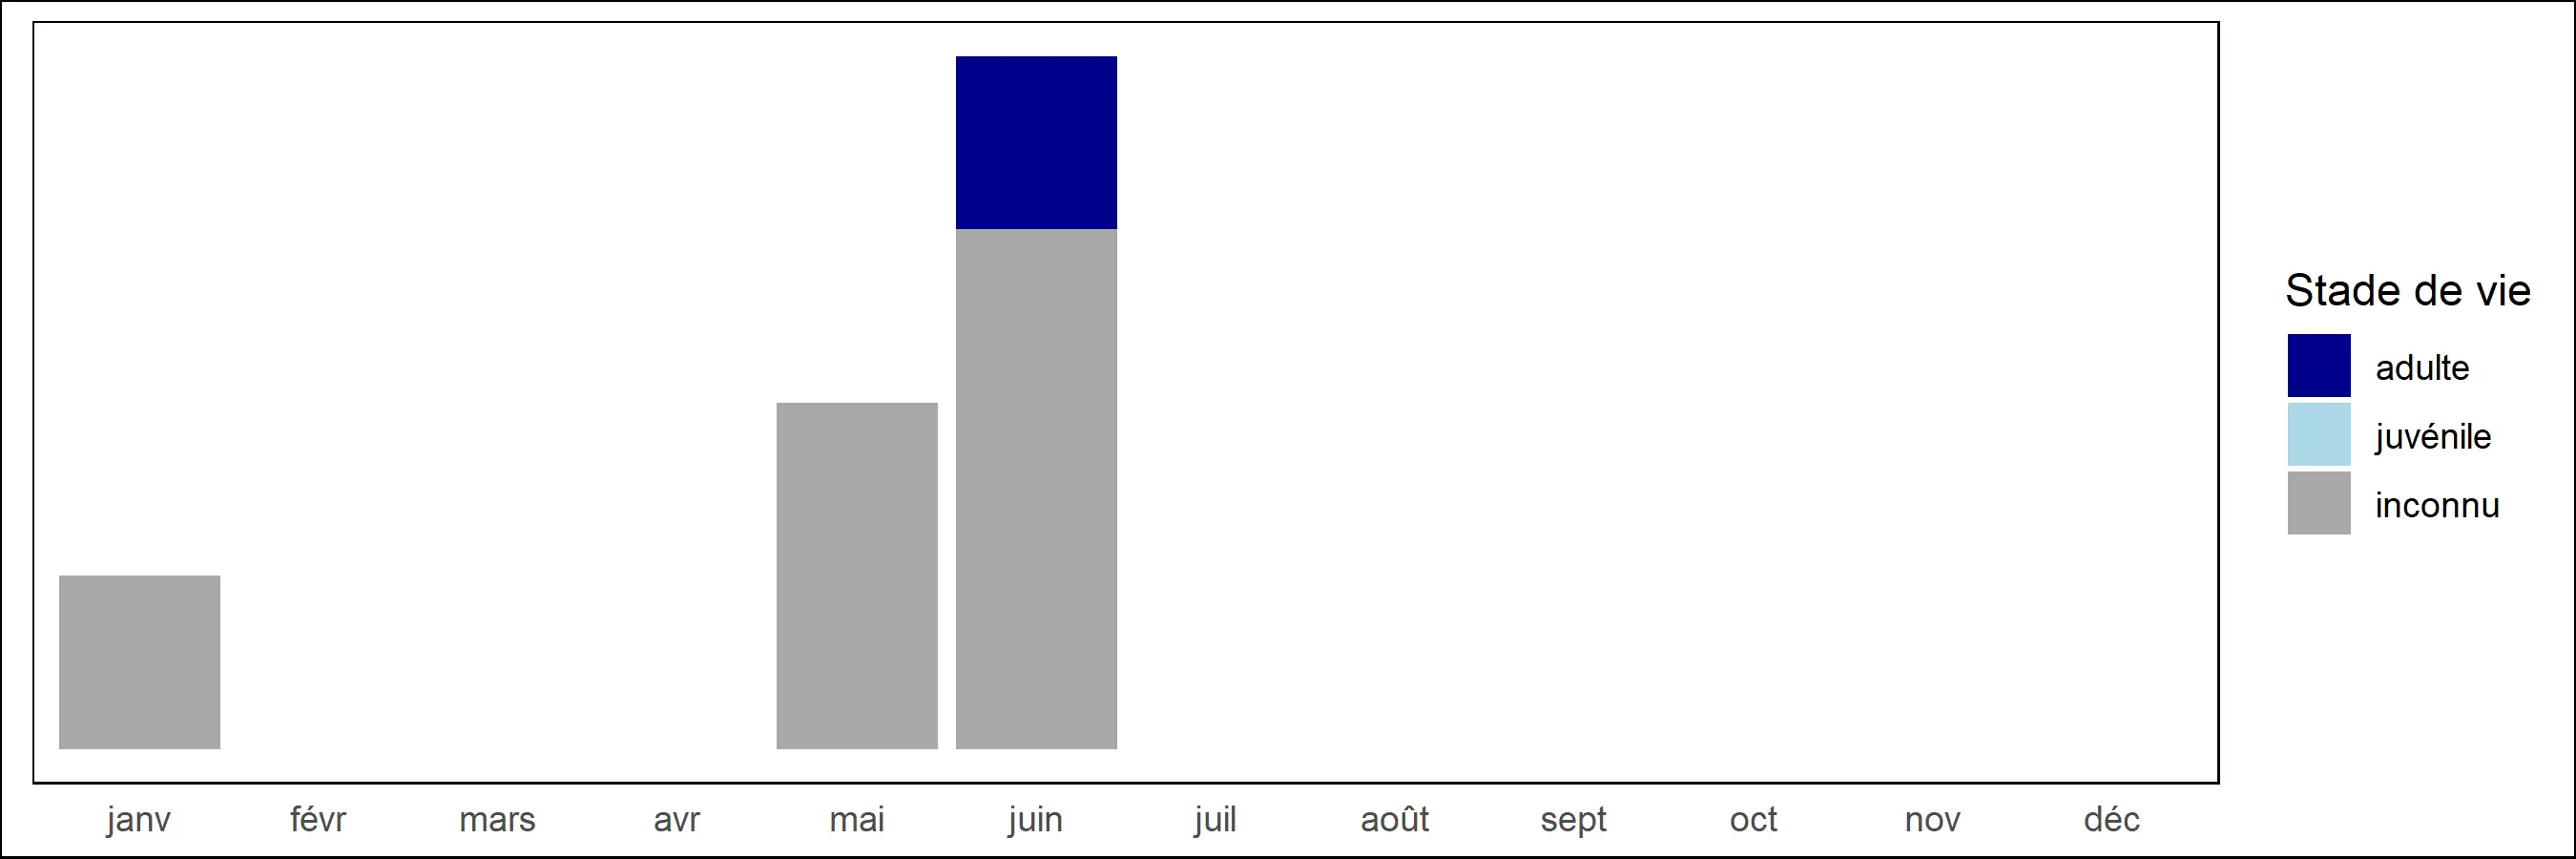 Stade de vie
adulte
juvénile
inconnu
janv févr mars avr mai juin juil août sept oct nov déc